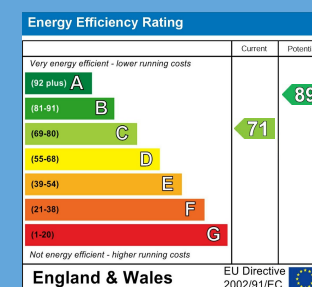 Energy Efficiency Rating
Current
Very energy efficient - lower running costs
(92 plus) A
(81-91) B
(69-80) C
(55-68) D
(39-54) E
(21-38) F
(1-20) G
71
89
Not energy efficient - higher running costs
England & Wales
EU Directive
2002/91/EC